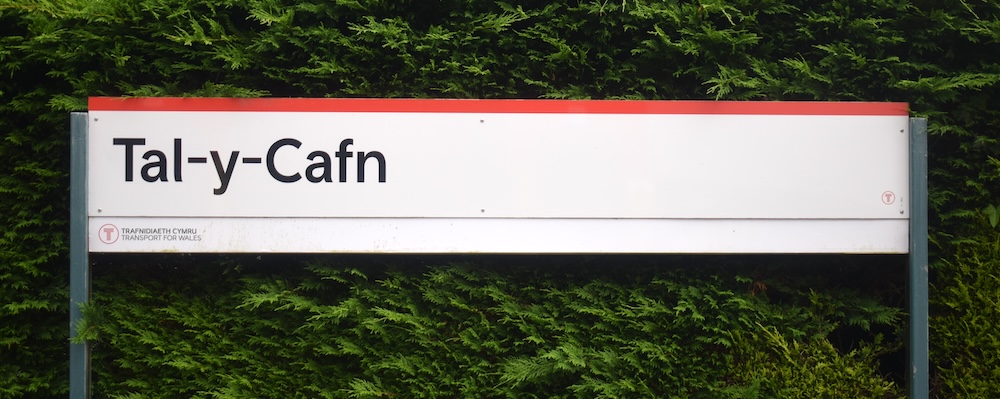 Tal-y-Cafn
T
T TRAFNIDIAETH CYMRU
TRANSPORT FOR WALES